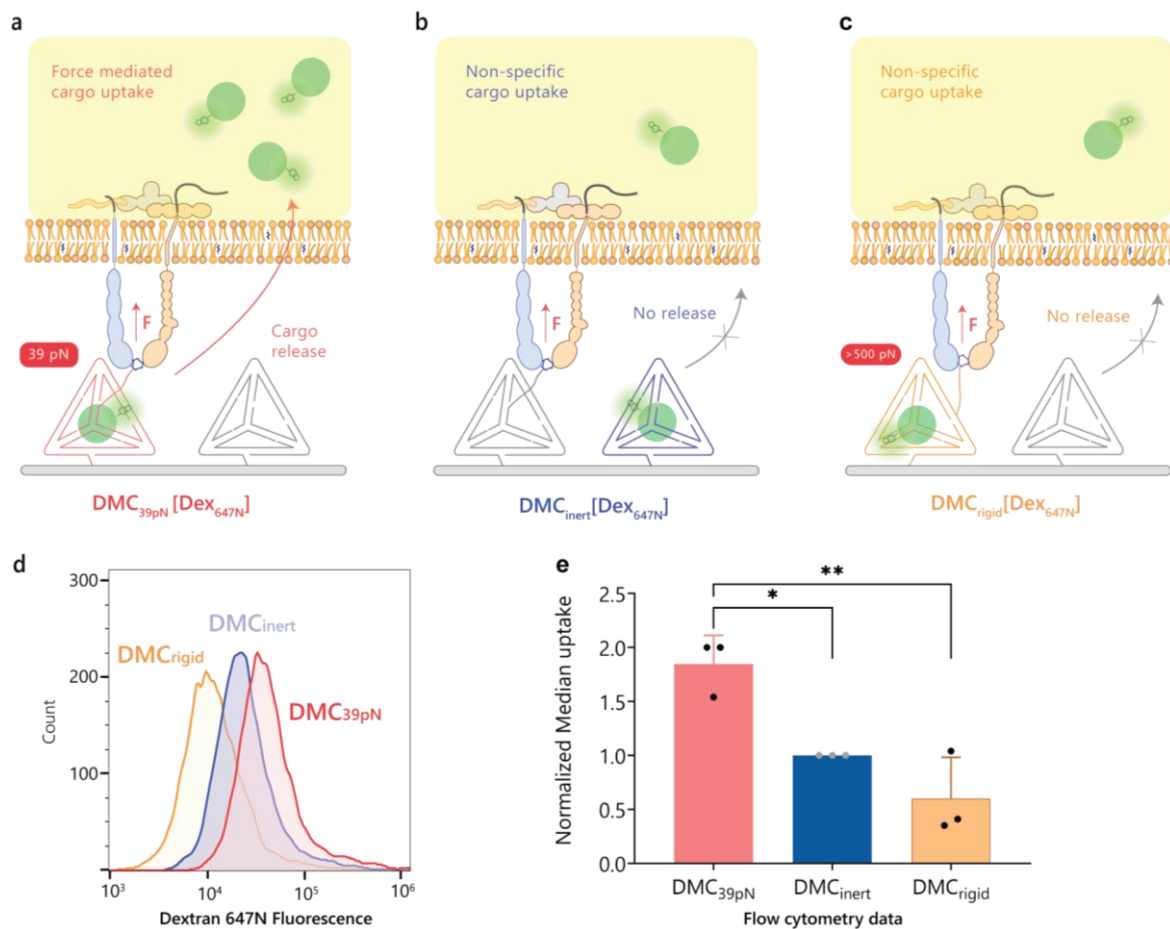 a
Force mediated
cargo uptake
F
39 pN
Cargo
release
DMC39pN[Dex647N]
b
Non-specific
cargo uptake
F
No release
DMCinert[Dex647N]
c
Non-specific
cargo uptake
F
>500 pN
No release
DMCrigid[Dex647N]
d
300
200
100
Count
DMCinert
DMCrigid
DMC39pN
10³
10⁴
10⁵
10⁶
Dextran 647N Fluorescence
e
**
*
2.5
2.0
1.5
1.0
0.5
0.0
Normalized Median uptake
DMC39pN
DMCinert
DMCrigid
Flow cytometry data